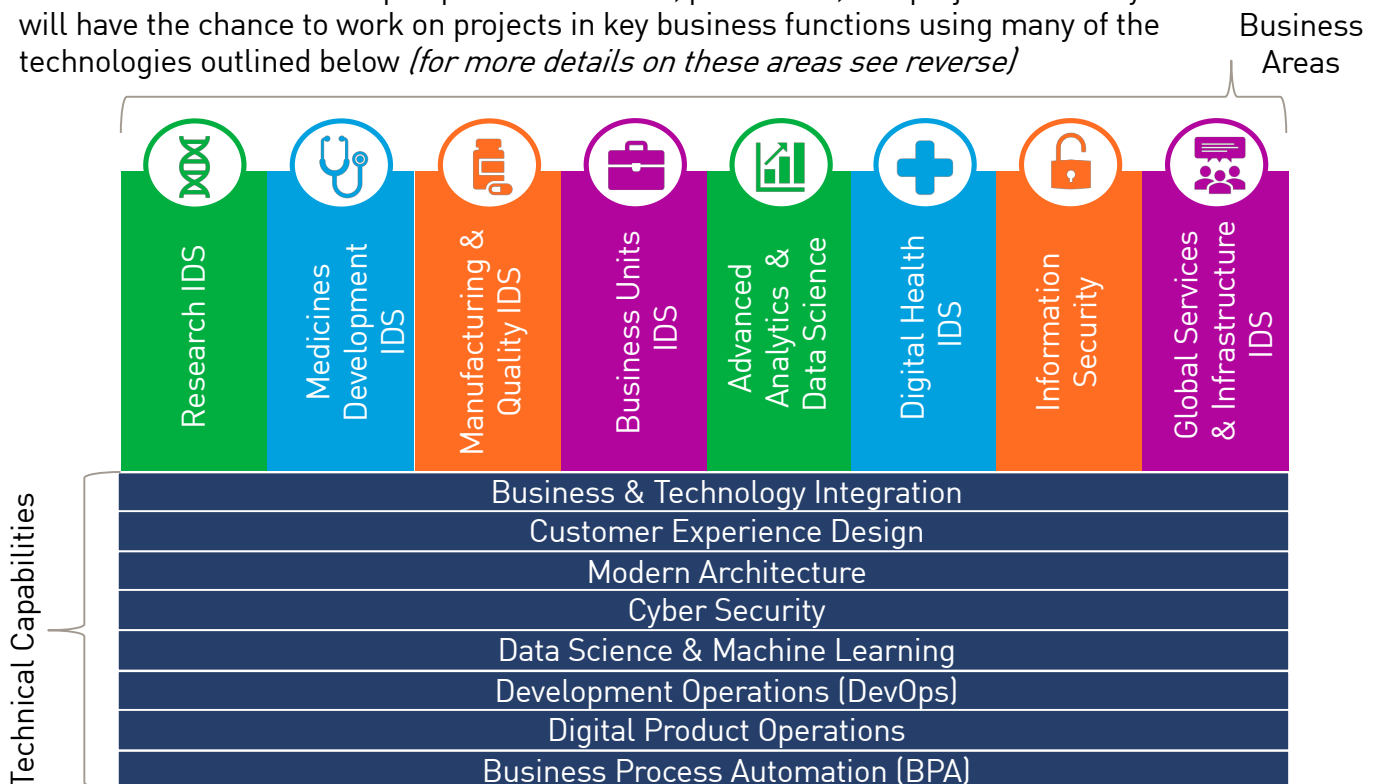 will have the chance to work on projects in key business functions using many of the
technologies outlined below (for more details on these areas see reverse)
Business
Areas
Research IDS
Medicines
Development
IDS
Manufacturing &
Quality IDS
Business Units
IDS
Advanced
Analytics &
Data Science
Digital Health
IDS
Information
Security
Global Services
& Infrastructure
IDS
Technical Capabilities
Business & Technology Integration
Customer Experience Design
Modern Architecture
Cyber Security
Data Science & Machine Learning
Development Operations (DevOps)
Digital Product Operations
Business Process Automation (BPA)